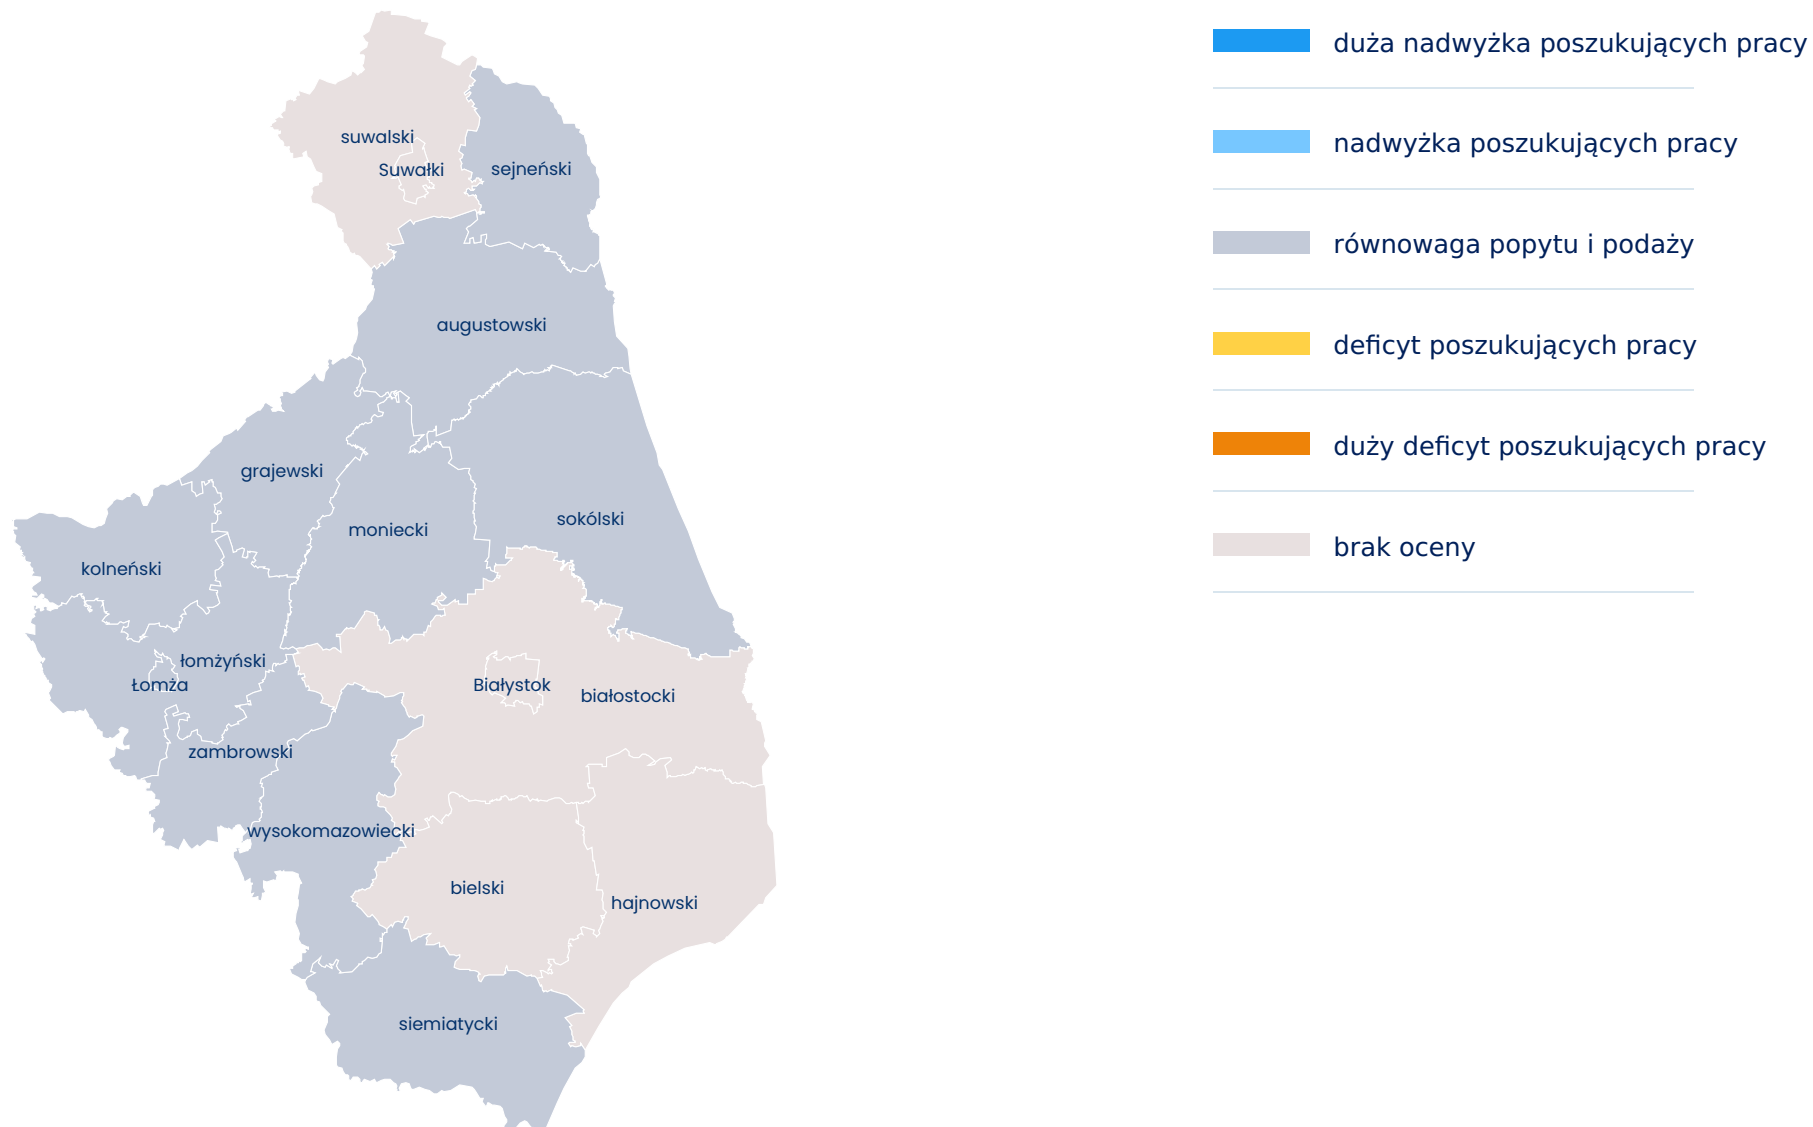 suwalski
Suwałki
sejneński
augustowski
grajewski
moniecki
sokólski
kolneński
łomżyński
Łomża
Białystok
białostocki
zambrowski
wysokomazowiecki
bielski
hajnowski
siemiatycki
duża nadwyżka poszukujących pracy
nadwyżka poszukujących pracy
równowaga popytu i podaży
deficyt poszukujących pracy
duży deficyt poszukujących pracy
brak oceny